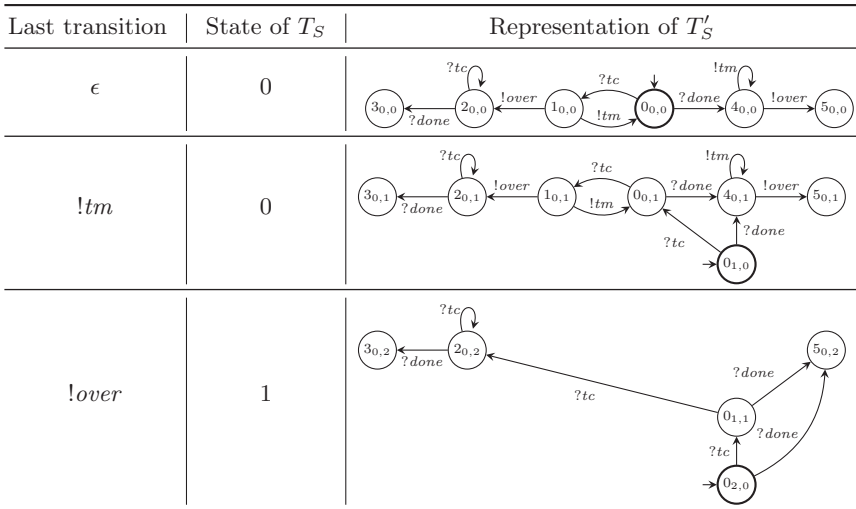 Last transition State of T_S Representation of T'_S
?tc !tm
?tc
ϵ 0 3_{0,0} 2_{0,0} !over 1_{0,0} 0_{0,0} ?done 4_{0,0} !over 5_{0,0}
?done !tm
?tc !tm
?tc
!tm 0 3_{0,1} 2_{0,1} !over 1_{0,1} 0_{0,1} ?done 4_{0,1} !over 5_{0,1}
?done !tm
?tc ?done
0_{1,0}
?tc
3_{0,2} 2_{0,2} 5_{0,2}
?done
?done
!over 1 ?tc
0_{1,1}
?done
?tc
0_{2,0}